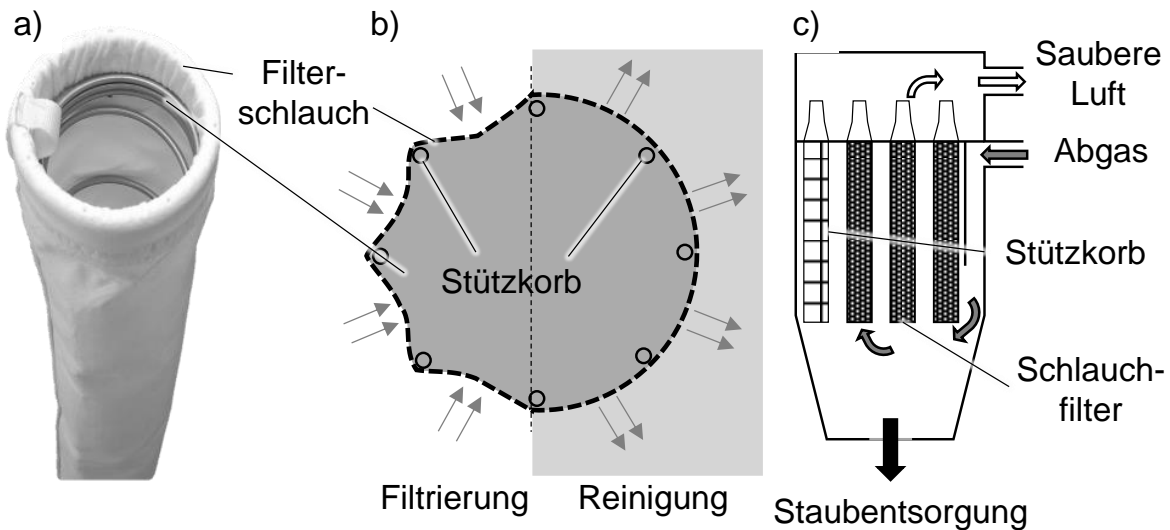 a)
Filter-
schlauch
b)
Stützkorb
Filtrierung
Reinigung
c)
Saubere
Luft
Abgas
Stützkorb
Schlauch-
filter
Staubentsorgung